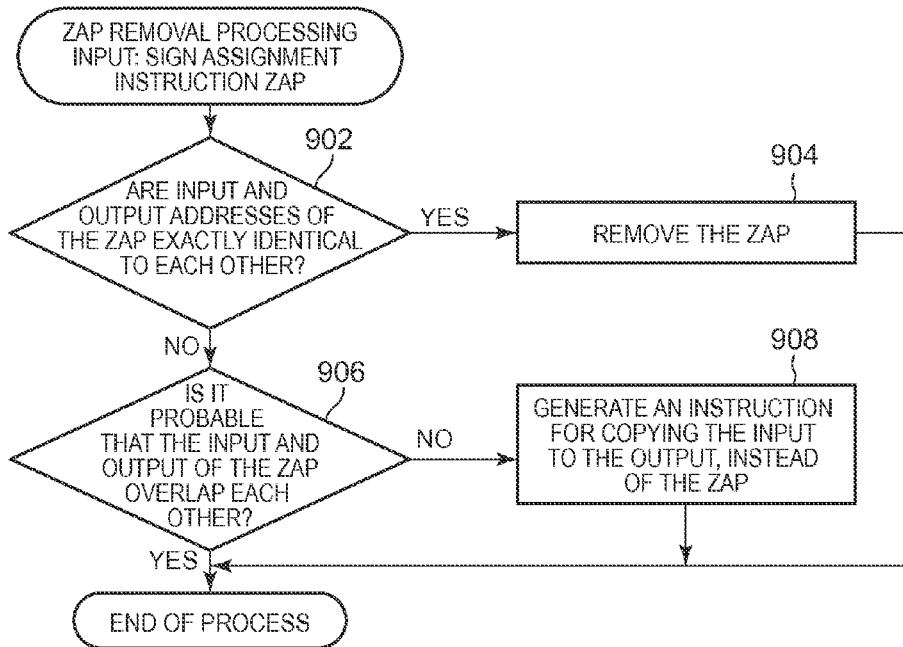 ZAP REMOVAL PROCESSING
INPUT: SIGN ASSIGNMENT
INSTRUCTION ZAP
902
ARE INPUT AND
OUTPUT ADDRESSES OF
THE ZAP EXACTLY IDENTICAL
TO EACH OTHER?
YES
904
REMOVE THE ZAP
NO
906
IS IT
PROBABLE
THAT THE INPUT AND
OUTPUT OF THE ZAP
OVERLAP EACH
OTHER?
NO
908
GENERATE AN INSTRUCTION
FOR COPYING THE INPUT
TO THE OUTPUT, INSTEAD
OF THE ZAP
YES
END OF PROCESS